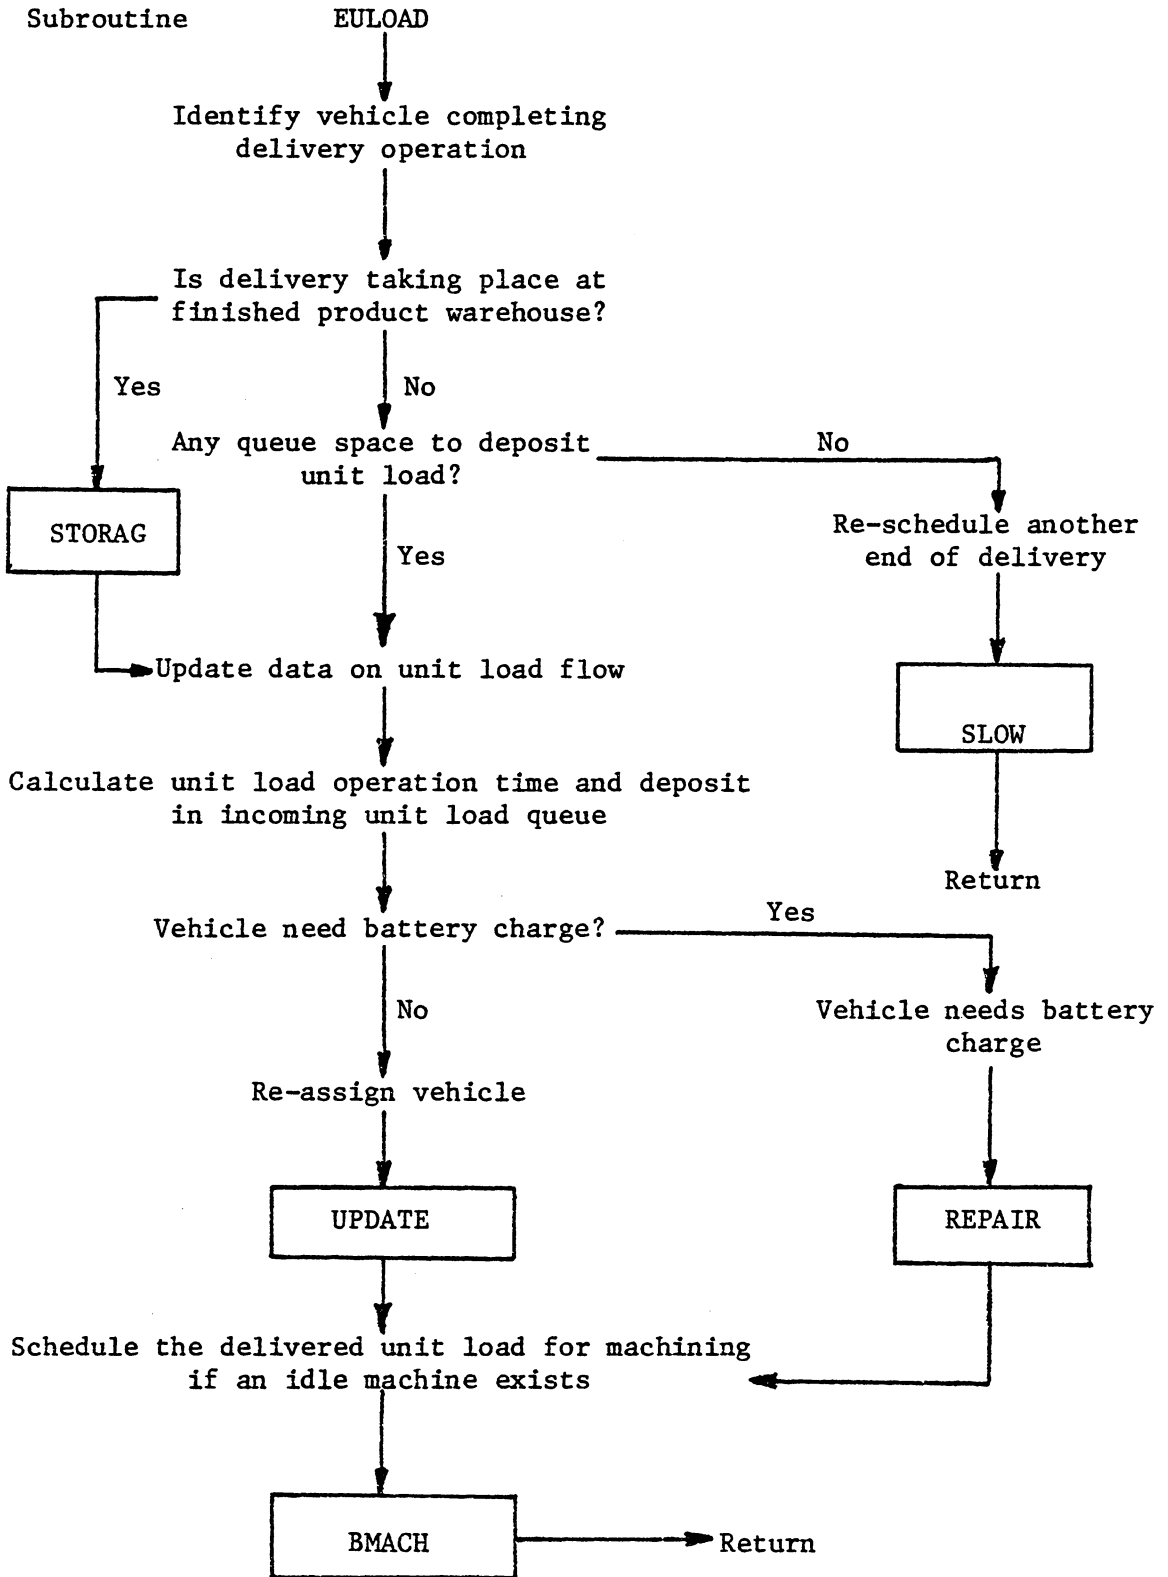 Subroutine EULOAD
Identify vehicle completing
delivery operation
Is delivery taking place at
finished product warehouse?
Yes
No
Any queue space to deposit
unit load?
No
STORAG
Yes
Re-schedule another
end of delivery
Update data on unit load flow
SLOW
Calculate unit load operation time and deposit
in incoming unit load queue
Return
Vehicle need battery charge?
Yes
No
Vehicle needs battery
charge
Re-assign vehicle
UPDATE
REPAIR
Schedule the delivered unit load for machining
if an idle machine exists
BMACH
Return